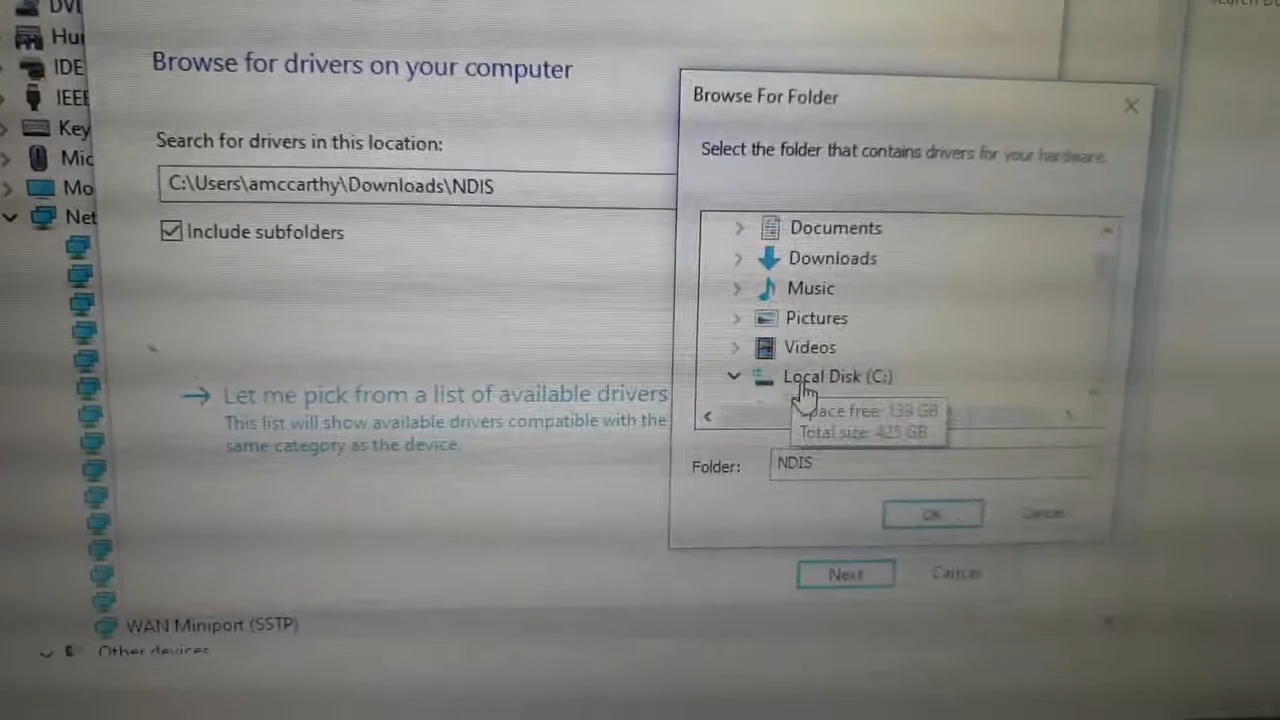 DVD
Hu
IDE
IEEE
Key
Mic
Mo
Net
WAN Miniport (SSTP)
Other devices
Browse for drivers on your computer
Search for drivers in this location:
C:\Users\amccarthy\Downloads\NDIS
Include subfolders
Let me pick from a list of available drivers
This list will show available drivers compatible with the
same category as the device.
Browse For Folder
Select the folder that contains drivers for your hardware.
Documents
Downloads
Music
Pictures
Videos
Local Disk (C:)
Space free: 133 GB
Total size: 425 GB
Folder:
NDIS
OK
Cancel
Next
Cancel